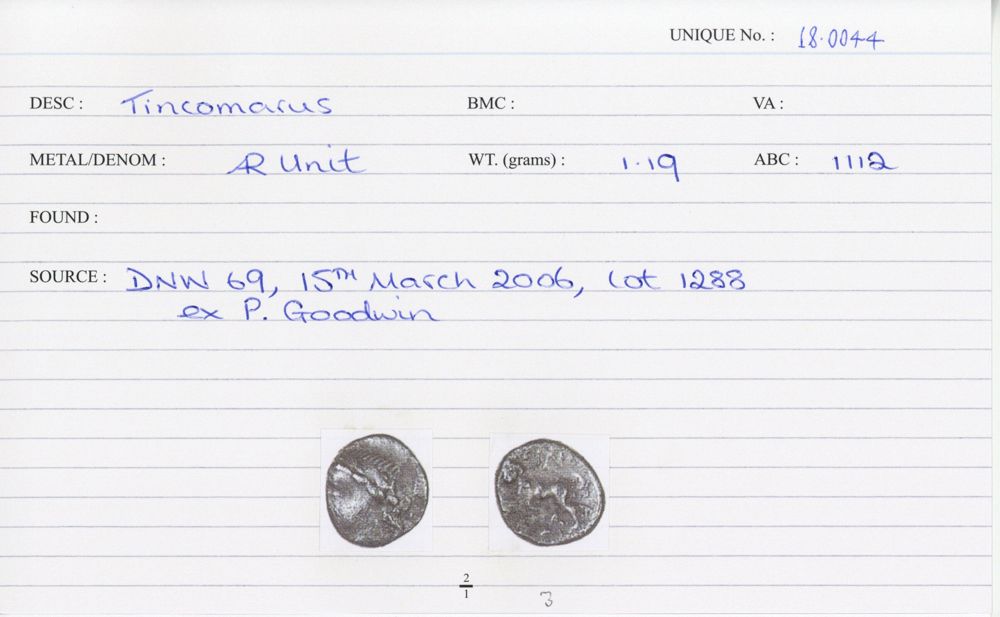 UNIQUE No. : 18.0044
DESC : Tincomarus BMC : VA :
METAL/DENOM : AR Unit WT. (grams) : 1.19 ABC : 1112
FOUND :
SOURCE : DNW 69, 15TH March 2006, lot 1288
ex P. Goodwin
2
1
3